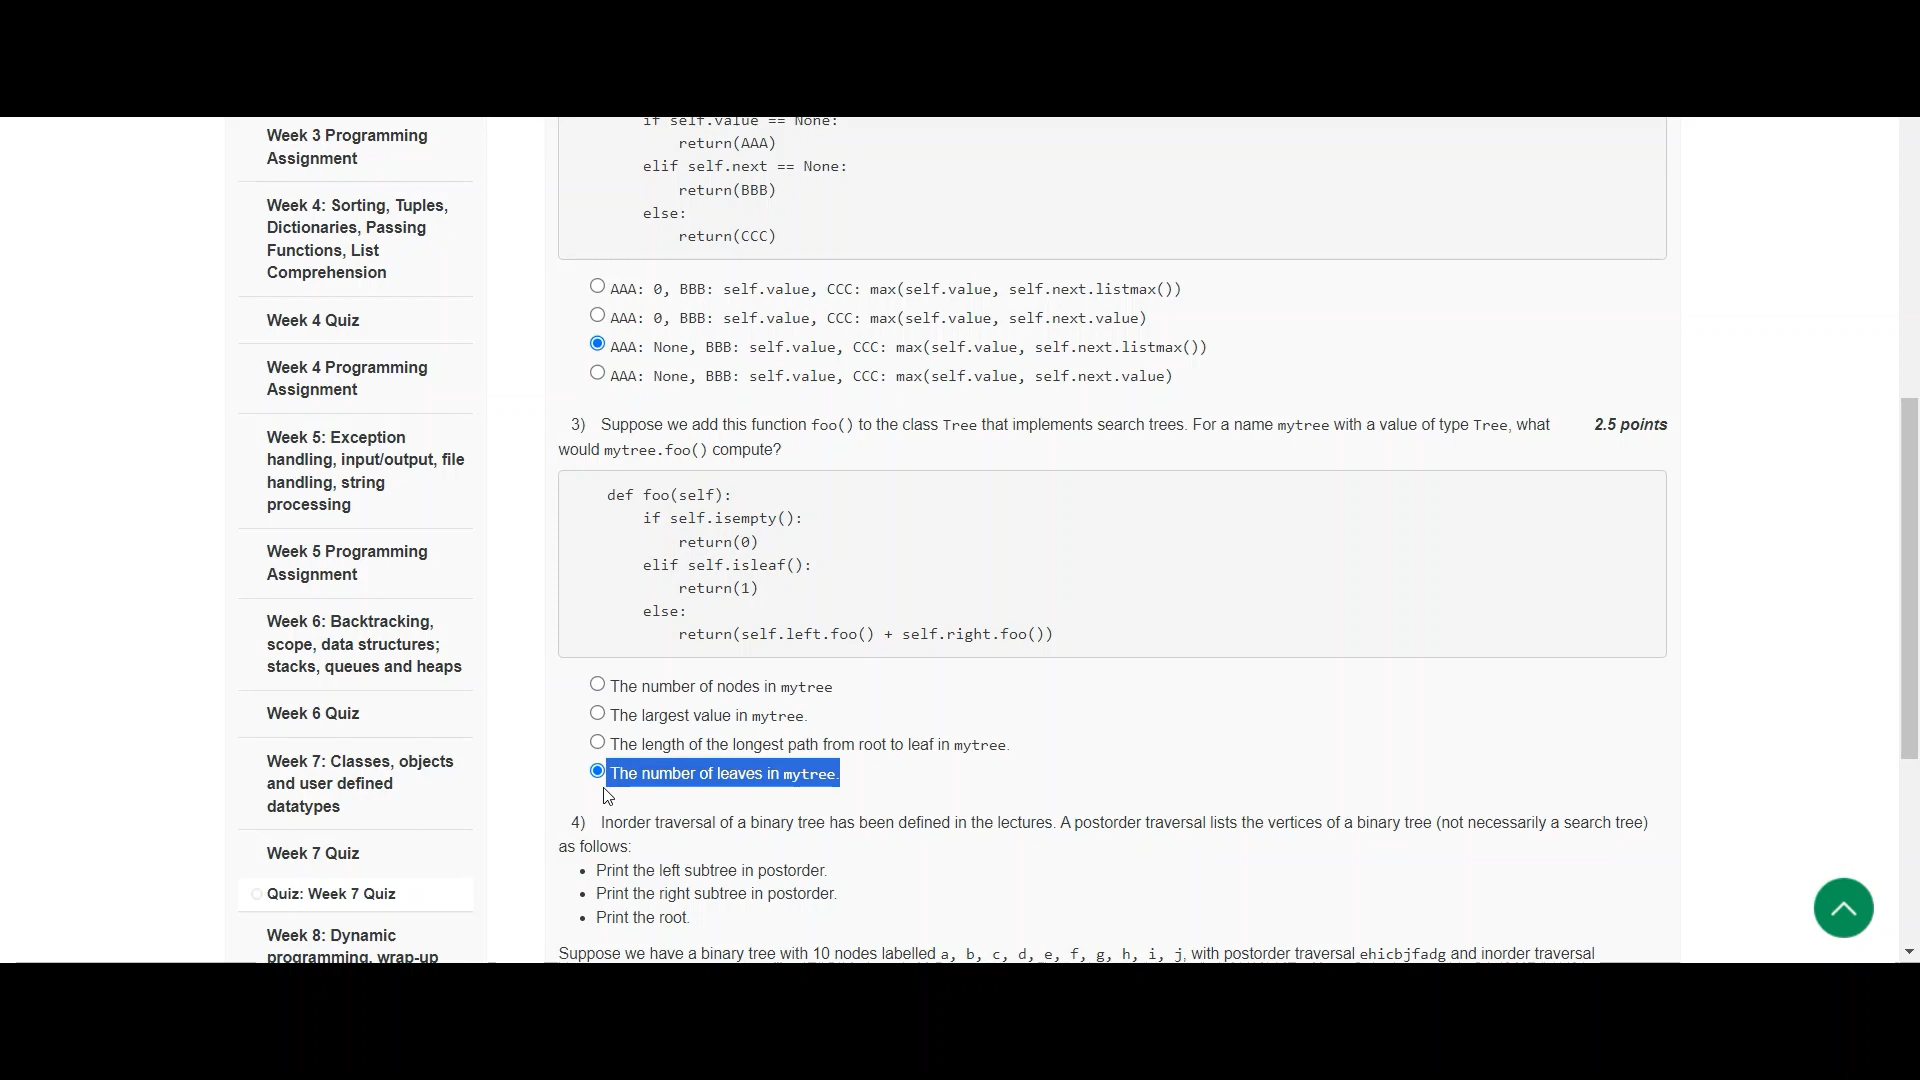 Week 3 Programming
Assignment
Week 4: Sorting, Tuples,
Dictionaries, Passing
Functions, List
Comprehension
Week 4 Quiz
Week 4 Programming
Assignment
Week 5: Exception
handling, input/output, file
handling, string
processing
Week 5 Programming
Assignment
Week 6: Backtracking,
scope, data structures;
stacks, queues and heaps
Week 6 Quiz
Week 7: Classes, objects
and user defined
datatypes
Week 7 Quiz
Quiz: Week 7 Quiz
Week 8: Dynamic
programming, wrap-up
if self.value == None:
return(AAA)
elif self.next == None:
return(BBB)
else:
return(CCC)
AAA: 0, BBB: self.value, CCC: max(self.value, self.next.listmax())
AAA: 0, BBB: self.value, CCC: max(self.value, self.next.value)
AAA: None, BBB: self.value, CCC: max(self.value, self.next.listmax())
AAA: None, BBB: self.value, CCC: max(self.value, self.next.value)
3) Suppose we add this function foo() to the class Tree that implements search trees. For a name mytree with a value of type Tree, what 2.5 points
would mytree.foo() compute?
def foo(self):
if self.isempty():
return(0)
elif self.isleaf():
return(1)
else:
return(self.left.foo() + self.right.foo())
The number of nodes in mytree
The largest value in mytree.
The length of the longest path from root to leaf in mytree.
The number of leaves in mytree.
4) Inorder traversal of a binary tree has been defined in the lectures. A postorder traversal lists the vertices of a binary tree (not necessarily a search tree)
as follows:
• Print the left subtree in postorder.
• Print the right subtree in postorder.
• Print the root.
Suppose we have a binary tree with 10 nodes labelled a, b, c, d, e, f, g, h, i, j, with postorder traversal ehicbjfadg and inorder traversal